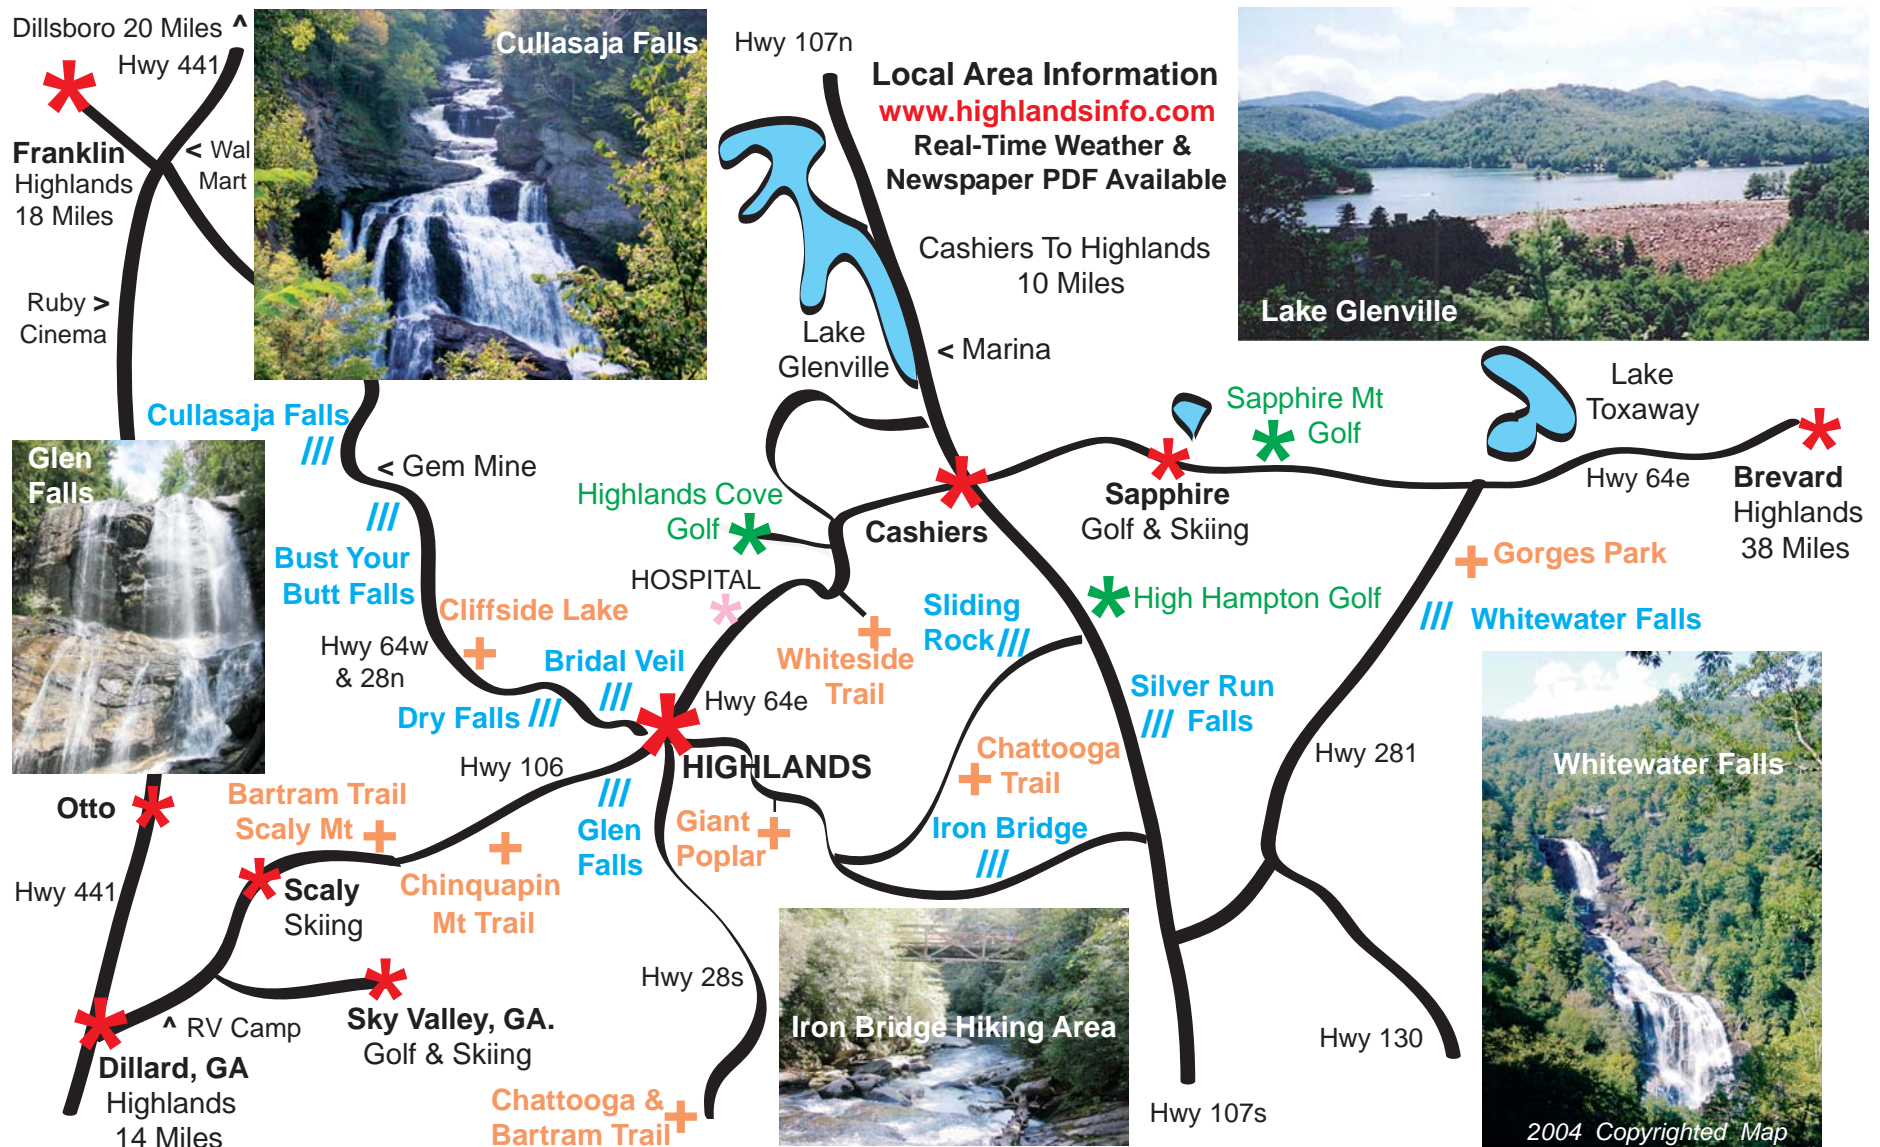 Dillsboro 20 Miles ^
Hwy 441
Franklin
Highlands
18 Miles
< Wal
Mart
Ruby >
Cinema
Cullasaja Falls
Hwy 107n
Local Area Information
www.highlandsinfo.com
Real-Time Weather &
Newspaper PDF Available
Cashiers To Highlands
10 Miles
Lake
Glenville
< Marina
Lake Glenville
Sapphire Mt
Golf
Lake
Toxaway
Hwy 64e
Brevard
Highlands
38 Miles
Cullasaja Falls
< Gem Mine
Glen
Falls
Bust Your
Butt Falls
Highlands Cove
Golf
Cashiers
Sapphire
Golf & Skiing
HOSPITAL
Gorges Park
Whitewater Falls
High Hampton Golf
Sliding
Rock
Cliffside Lake
Hwy 64w
& 28n
Bridal Veil
Dry Falls
Whiteside
Trail
Hwy 64e
Silver Run
Falls
HIGHLANDS
Hwy 106
Chattooga
Trail
Hwy 281
Whitewater Falls
Otto
Bartram Trail
Scaly Mt
Glen
Falls
Giant
Poplar
Iron Bridge
Hwy 441
Scaly
Skiing
Chinquapin
Mt Trail
Hwy 28s
^ RV Camp
Sky Valley, GA.
Golf & Skiing
Iron Bridge Hiking Area
Hwy 130
Dillard, GA
Highlands
14 Miles
Chattooga &
Bartram Trail
Hwy 107s
2004 Copyrighted Map